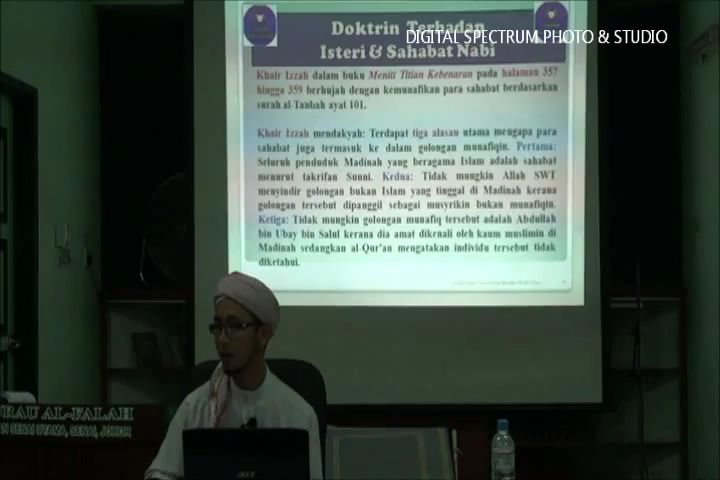 DIGITAL SPECTRUM PHOTO & STUDIO
Doktrin Terhadap
Isteri & Sahabat Nabi
Khair Izzah dalam buku Meniti Titian Kebenaran pada halaman 357
hingga 359 berhujah dengan kemunafikan para sahabat berdasarkan
surah al-Taubah ayat 101.
Khair Izzah mendakyah: Terdapat tiga alasan utama mengapa para
sahabat juga termasuk ke dalam golongan munafiqin. Pertama:
Seluruh penduduk Madinah yang beragama Islam adalah sahabat
menurut takrifan Sunni. Kedua: Tidak mungkin Allah SWT
menyindir golongan bukan Islam yang tinggal di Madinah kerana
golongan tersebut dipanggil sebagai musyrikin bukan munafiqin.
Ketiga: Tidak mungkin golongan munafiq tersebut adalah Abdullah
bin Ubay bin Salul kerana dia amat dikenali oleh kaum muslimin di
Madinah sedangkan al-Qur'an mengatakan individu tersebut tidak
diketahui.
RAU AL-FALAH
N SENAI UTAMA, SENAI, JOHOR
acer